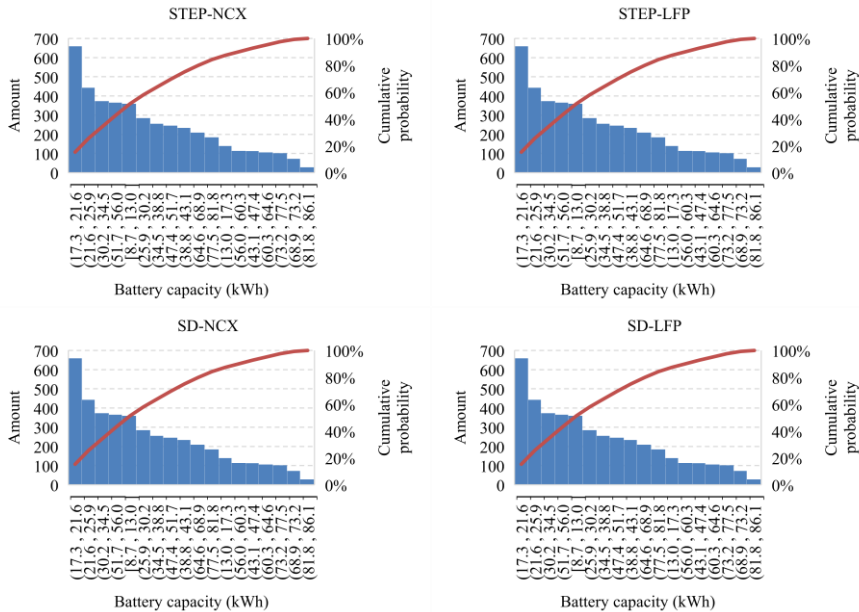 STEP-NCX
Amount
700
600
500
400
300
200
100
0
100%
80%
60%
40%
20%
0%
Cumulative
probability
(17.3 , 21.6
(21.6 , 25.9
(30.2 , 34.5
(51.7 , 56.0
[8.7 , 13.0
(25.9 , 30.2
(34.5 , 38.8
(47.4 , 51.7
(38.8 , 43.1
(64.6 , 68.9
(77.5 , 81.8
(13.0 , 17.3
(56.0 , 60.3
(43.1 , 47.4
(60.3 , 64.6
(73.2 , 77.5
(68.9 , 73.2
(81.8 , 86.1
Battery capacity (kWh)
STEP-LFP
Amount
700
600
500
400
300
200
100
0
100%
80%
60%
40%
20%
0%
Cumulative
probability
(17.3 , 21.6
(21.6 , 25.9
(30.2 , 34.5
(51.7 , 56.0
[8.7 , 13.0
(25.9 , 30.2
(34.5 , 38.8
(47.4 , 51.7
(38.8 , 43.1
(64.6 , 68.9
(77.5 , 81.8
(13.0 , 17.3
(56.0 , 60.3
(43.1 , 47.4
(60.3 , 64.6
(73.2 , 77.5
(68.9 , 73.2
(81.8 , 86.1
Battery capacity (kWh)
SD-NCX
Amount
700
600
500
400
300
200
100
0
100%
80%
60%
40%
20%
0%
Cumulative
probability
(17.3 , 21.6
(21.6 , 25.9
(30.2 , 34.5
(51.7 , 56.0
[8.7 , 13.0
(25.9 , 30.2
(34.5 , 38.8
(47.4 , 51.7
(38.8 , 43.1
(64.6 , 68.9
(77.5 , 81.8
(13.0 , 17.3
(56.0 , 60.3
(43.1 , 47.4
(60.3 , 64.6
(73.2 , 77.5
(68.9 , 73.2
(81.8 , 86.1
Battery capacity (kWh)
SD-LFP
Amount
700
600
500
400
300
200
100
0
100%
80%
60%
40%
20%
0%
Cumulative
probability
(17.3 , 21.6
(21.6 , 25.9
(30.2 , 34.5
(51.7 , 56.0
[8.7 , 13.0
(25.9 , 30.2
(34.5 , 38.8
(47.4 , 51.7
(38.8 , 43.1
(64.6 , 68.9
(77.5 , 81.8
(13.0 , 17.3
(56.0 , 60.3
(43.1 , 47.4
(60.3 , 64.6
(73.2 , 77.5
(68.9 , 73.2
(81.8 , 86.1
Battery capacity (kWh)